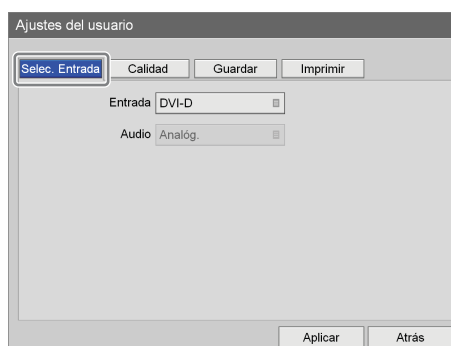 Ajustes del usuario
Selec. Entrada Calidad Guardar Imprimir
Entrada DVI-D
Audio Analóg.
Aplicar Atrás